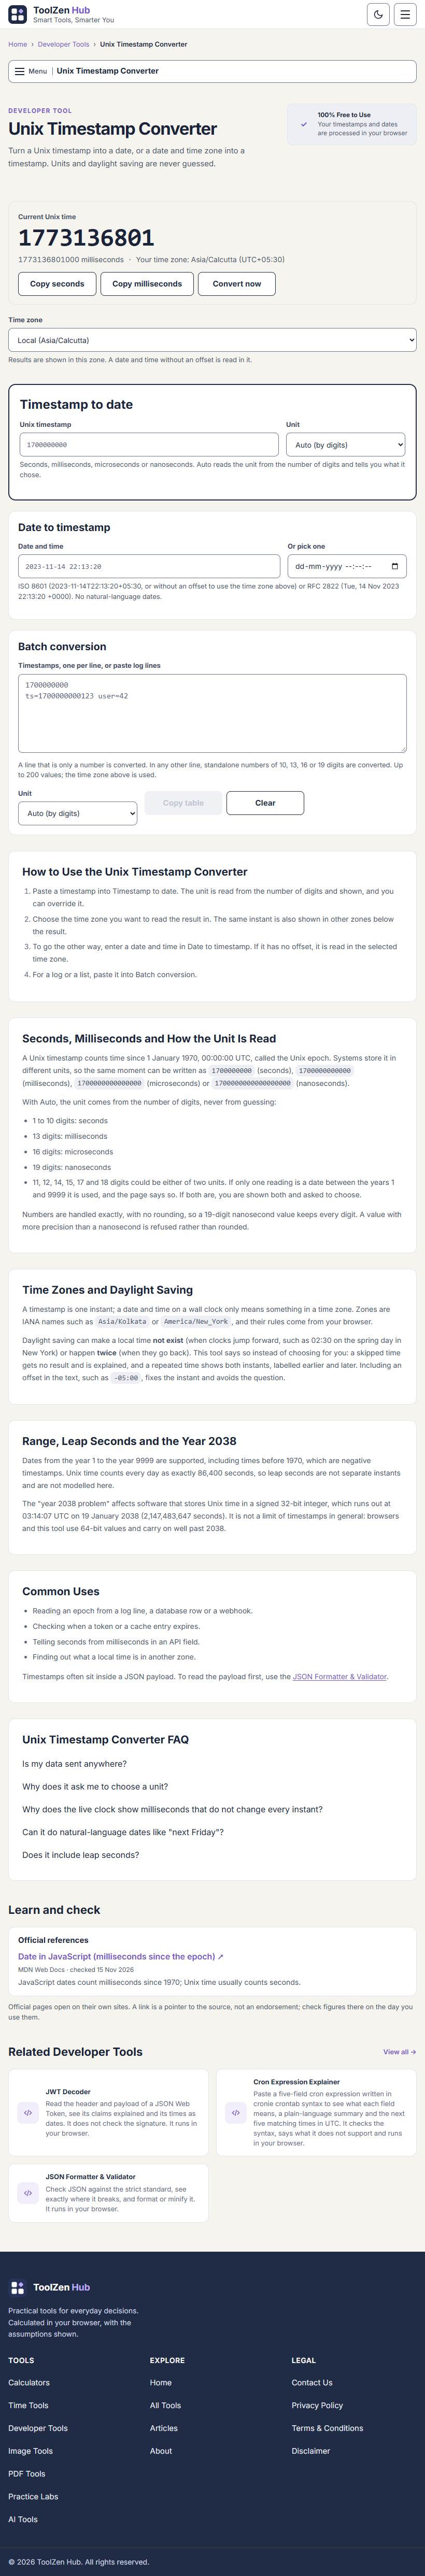 ToolZen Hub
Smart Tools, Smarter You
Home › Developer Tools › Unix Timestamp Converter
Menu | Unix Timestamp Converter
DEVELOPER TOOL
Unix Timestamp Converter
Turn a Unix timestamp into a date, or a date and time zone into a
timestamp. Units and daylight saving are never guessed.
100% Free to Use
Your timestamps and dates
are processed in your browser
Current Unix time
1773136801
1773136801000 milliseconds · Your time zone: Asia/Calcutta (UTC+05:30)
Copy seconds
Copy milliseconds
Convert now
Time zone
Local (Asia/Calcutta)
Results are shown in this zone. A date and time without an offset is read in it.
Timestamp to date
Unix timestamp
Unit
1700000000
Auto (by digits)
Seconds, milliseconds, microseconds or nanoseconds. Auto reads the unit from the number of digits and tells you what it
chose.
Date to timestamp
Date and time
Or pick one
2023-11-14 22:13:20
dd-mm-yyyy --:--:--
ISO 8601 (2023-11-14T22:13:20+05:30, or without an offset to use the time zone above) or RFC 2822 (Tue, 14 Nov 2023
22:13:20 +0000). No natural-language dates.
Batch conversion
Timestamps, one per line, or paste log lines
1700000000
ts=1700000000123 user=42
A line that is only a number is converted. In any other line, standalone numbers of 10, 13, 16 or 19 digits are converted. Up
to 200 values; the time zone above is used.
Unit
Auto (by digits)
Copy table
Clear
How to Use the Unix Timestamp Converter
1. Paste a timestamp into Timestamp to date. The unit is read from the number of digits and shown, and you
can override it.
2. Choose the time zone you want to read the result in. The same instant is also shown in other zones below
the result.
3. To go the other way, enter a date and time in Date to timestamp. If it has no offset, it is read in the selected
time zone.
4. For a log or a list, paste it into Batch conversion.
Seconds, Milliseconds and How the Unit Is Read
A Unix timestamp counts time since 1 January 1970, 00:00:00 UTC, called the Unix epoch. Systems store it in
different units, so the same moment can be written as 1700000000 (seconds), 1700000000000
(milliseconds), 1700000000000000 (microseconds) or 1700000000000000000 (nanoseconds).
With Auto, the unit comes from the number of digits, never from guessing:
• 1 to 10 digits: seconds
• 13 digits: milliseconds
• 16 digits: microseconds
• 19 digits: nanoseconds
• 11, 12, 14, 15, 17 and 18 digits could be either of two units. If only one reading is a date between the years 1
and 9999 it is used, and the page says so. If both are, you are shown both and asked to choose.
Numbers are handled exactly, with no rounding, so a 19-digit nanosecond value keeps every digit. A value with
more precision than a nanosecond is refused rather than rounded.
Time Zones and Daylight Saving
A timestamp is one instant; a date and time on a wall clock only means something in a time zone. Zones are
IANA names such as Asia/Kolkata or America/New_York, and their rules come from your browser.
Daylight saving can make a local time not exist (when clocks jump forward, such as 02:30 on the spring day in
New York) or happen twice (when they go back). This tool says so instead of choosing for you: a skipped time
gets no result and is explained, and a repeated time shows both instants, labelled earlier and later. Including an
offset in the text, such as -05:00, fixes the instant and avoids the question.
Range, Leap Seconds and the Year 2038
Dates from the year 1 to the year 9999 are supported, including times before 1970, which are negative
timestamps. Unix time counts every day as exactly 86,400 seconds, so leap seconds are not separate instants
and are not modelled here.
The "year 2038 problem" affects software that stores Unix time in a signed 32-bit integer, which runs out at
03:14:07 UTC on 19 January 2038 (2,147,483,647 seconds). It is not a limit of timestamps in general: browsers
and this tool use 64-bit values and carry on well past 2038.
Common Uses
• Reading an epoch from a log line, a database row or a webhook.
• Checking when a token or a cache entry expires.
• Telling seconds from milliseconds in an API field.
• Finding out what a local time is in another zone.
Timestamps often sit inside a JSON payload. To read the payload first, use the JSON Formatter & Validator.
Unix Timestamp Converter FAQ
Is my data sent anywhere?
Why does it ask me to choose a unit?
Why does the live clock show milliseconds that do not change every instant?
Can it do natural-language dates like "next Friday"?
Does it include leap seconds?
Learn and check
Official references
Date in JavaScript (milliseconds since the epoch) ↗
MDN Web Docs · checked 15 Nov 2026
JavaScript dates count milliseconds since 1970; Unix time usually counts seconds.
Official pages open on their own sites. A link is a pointer to the source, not an endorsement; check figures there on the day you
use them.
Related Developer Tools
View all →
JWT Decoder
Read the header and payload of a JSON Web
Token, see its claims explained and its times as
dates. It does not check the signature. It runs in
your browser.
Cron Expression Explainer
Paste a five-field cron expression written in
cronie crontab syntax to see what each field
means, a plain-language summary and the next
five matching times in UTC. It checks the
syntax, says what it does not support and runs
in your browser.
JSON Formatter & Validator
Check JSON against the strict standard, see
exactly where it breaks, and format or minify it.
It runs in your browser.
ToolZen Hub
Practical tools for everyday decisions.
Calculated in your browser, with the
assumptions shown.
TOOLS
Calculators
Time Tools
Developer Tools
Image Tools
PDF Tools
Practice Labs
AI Tools
EXPLORE
Home
All Tools
Articles
About
LEGAL
Contact Us
Privacy Policy
Terms & Conditions
Disclaimer
© 2026 ToolZen Hub. All rights reserved.